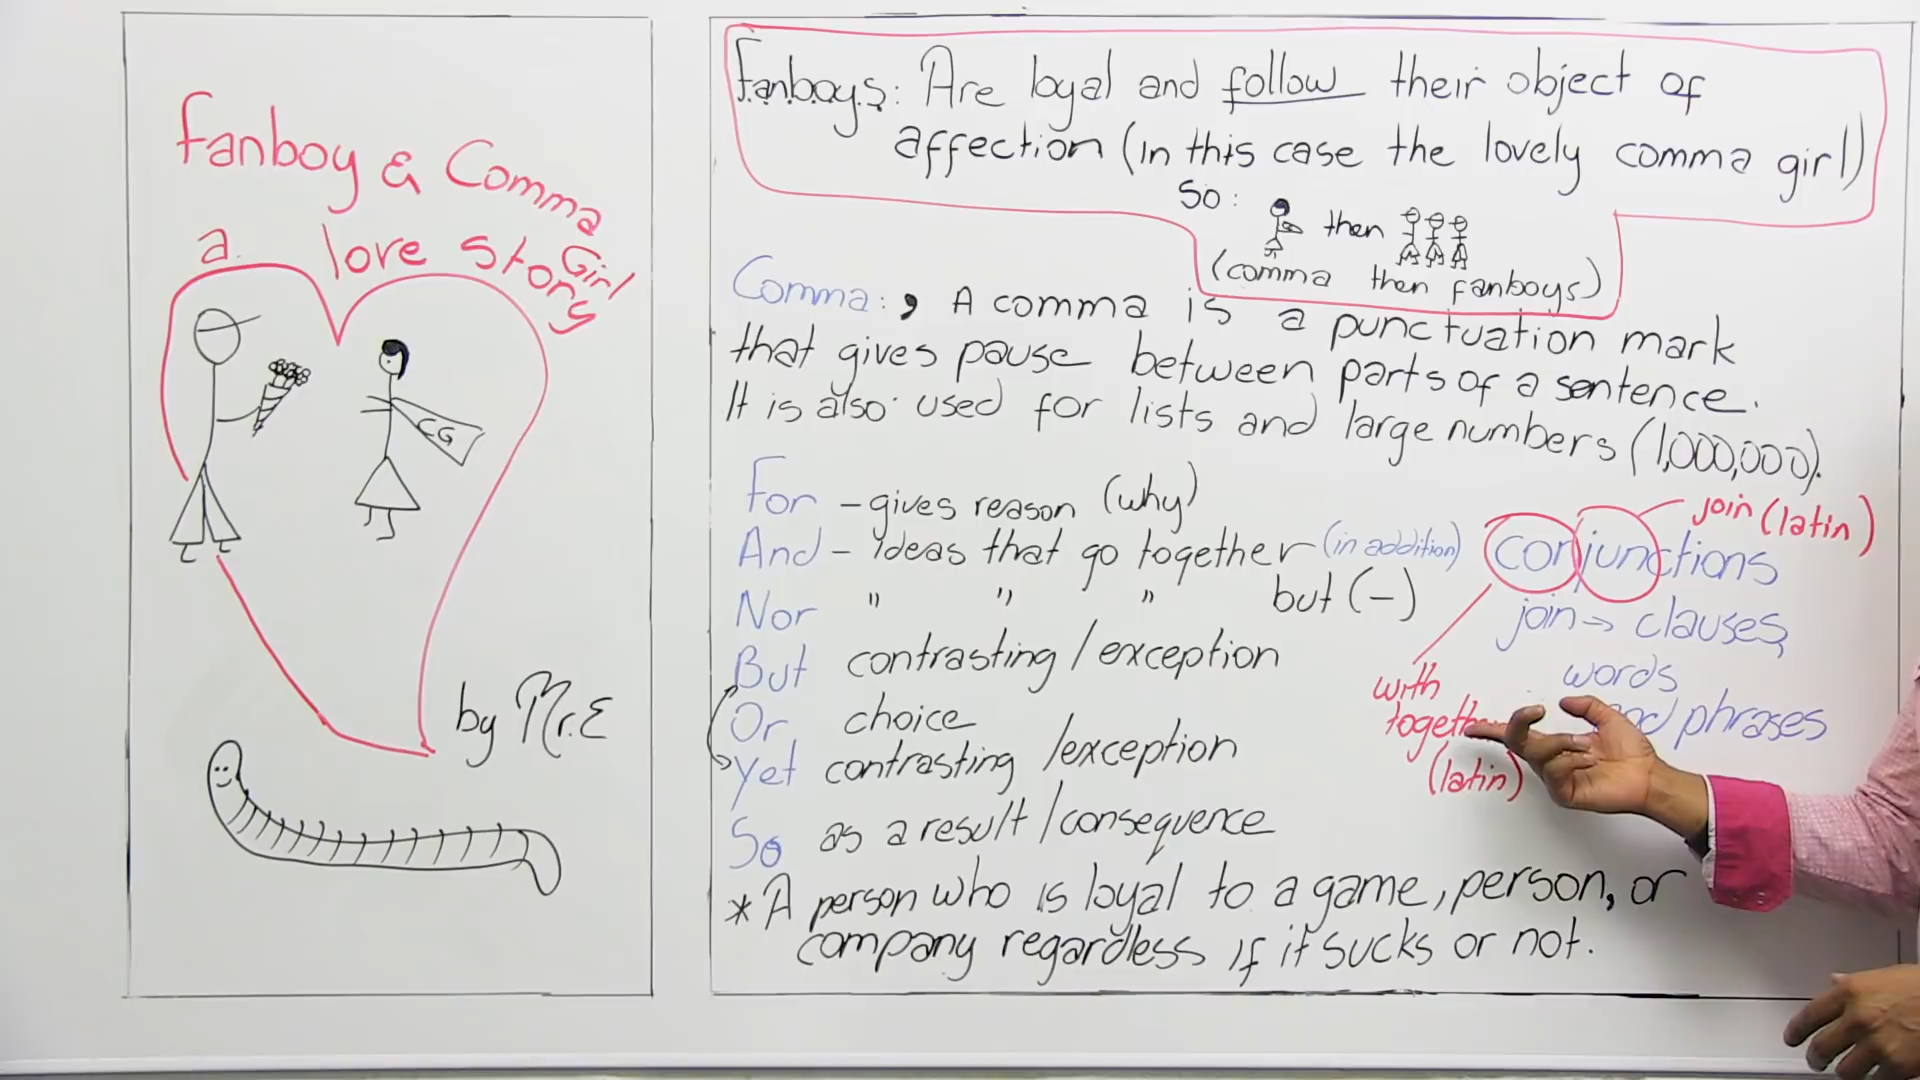 Fanboy & Comma Girl
a love story
CG
by Mr. E
F.a.n.b.o.y.s.: Are loyal and follow their object of
affection (in this case the lovely comma girl)
So: then
(comma then fanboys)
Comma: , A comma is a punctuation mark
that gives pause between parts of a sentence.
It is also used for lists and large numbers (1,000,000).
For - gives reason (why)
And - ideas that go together (in addition)
Nor " " " but (-)
But contrasting / exception
Or choice
Yet contrasting / exception
So as a result / consequence
* A person who is loyal to a game, person, or
company regardless if it sucks or not.
join (latin)
conjunctions
join → clauses,
words
and phrases
with
together
(latin)